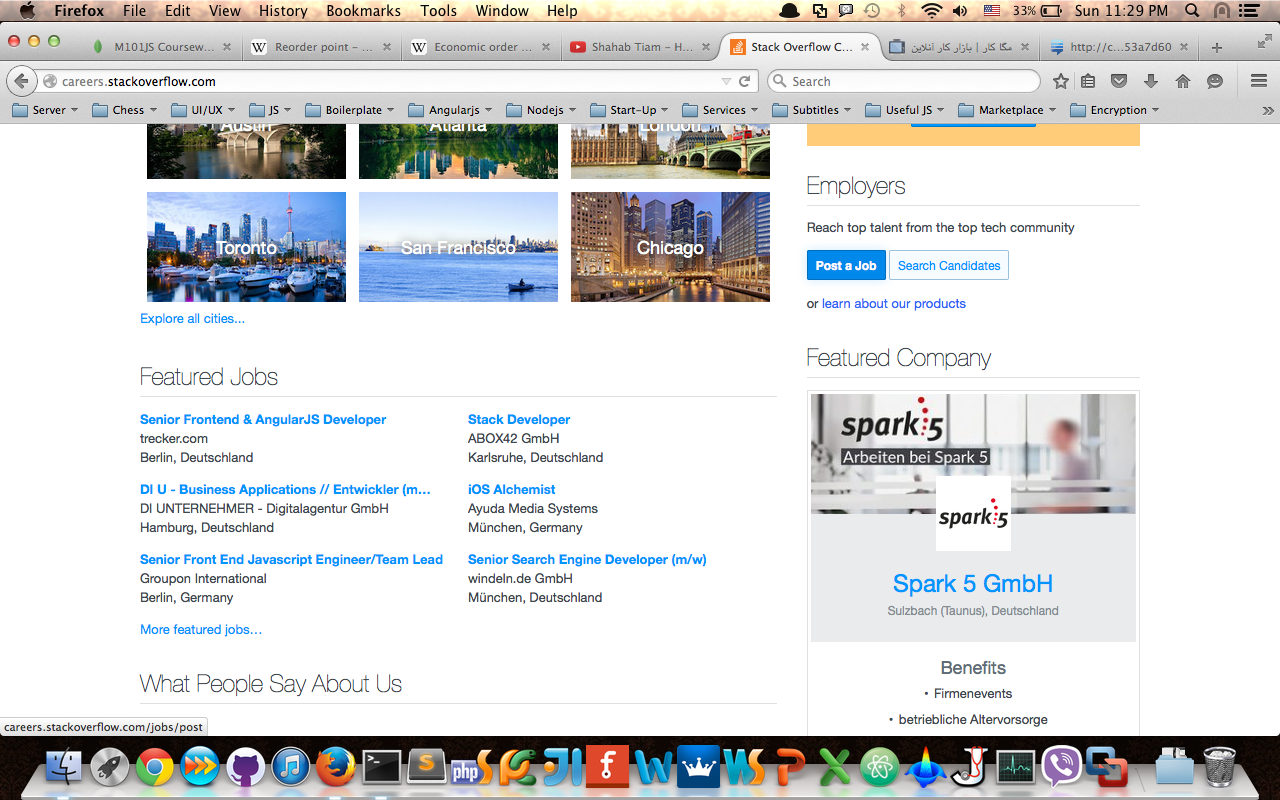 Firefox File Edit View History Bookmarks Tools Window Help 33% Sun 11:29 PM
M101JS Coursew... Reorder point – ... Economic order ... Shahab Tiam – H... Stack Overflow C... مگا کار | بازار کار آنلاین http://c...53a7d60
careers.stackoverflow.com Search
Server Chess UI/UX JS Boilerplate Angularjs Nodejs Start-Up Services Subtitles Useful JS Marketplace Encryption
Austin Atlanta London
Toronto San Francisco Chicago
Explore all cities...
Featured Jobs
Senior Frontend & AngularJS Developer
trecker.com
Berlin, Deutschland
Stack Developer
ABOX42 GmbH
Karlsruhe, Deutschland
DI U - Business Applications // Entwickler (m...
DI UNTERNEHMER - Digitalagentur GmbH
Hamburg, Deutschland
iOS Alchemist
Ayuda Media Systems
München, Germany
Senior Front End Javascript Engineer/Team Lead
Groupon International
Berlin, Germany
Senior Search Engine Developer (m/w)
windeln.de GmbH
München, Deutschland
More featured jobs...
What People Say About Us
Employers
Reach top talent from the top tech community
Post a Job Search Candidates
or learn about our products
Featured Company
spark5
Arbeiten bei Spark 5
spark5
Spark 5 GmbH
Sulzbach (Taunus), Deutschland
Benefits
• Firmenevents
• betriebliche Altervorsorge
careers.stackoverflow.com/jobs/post